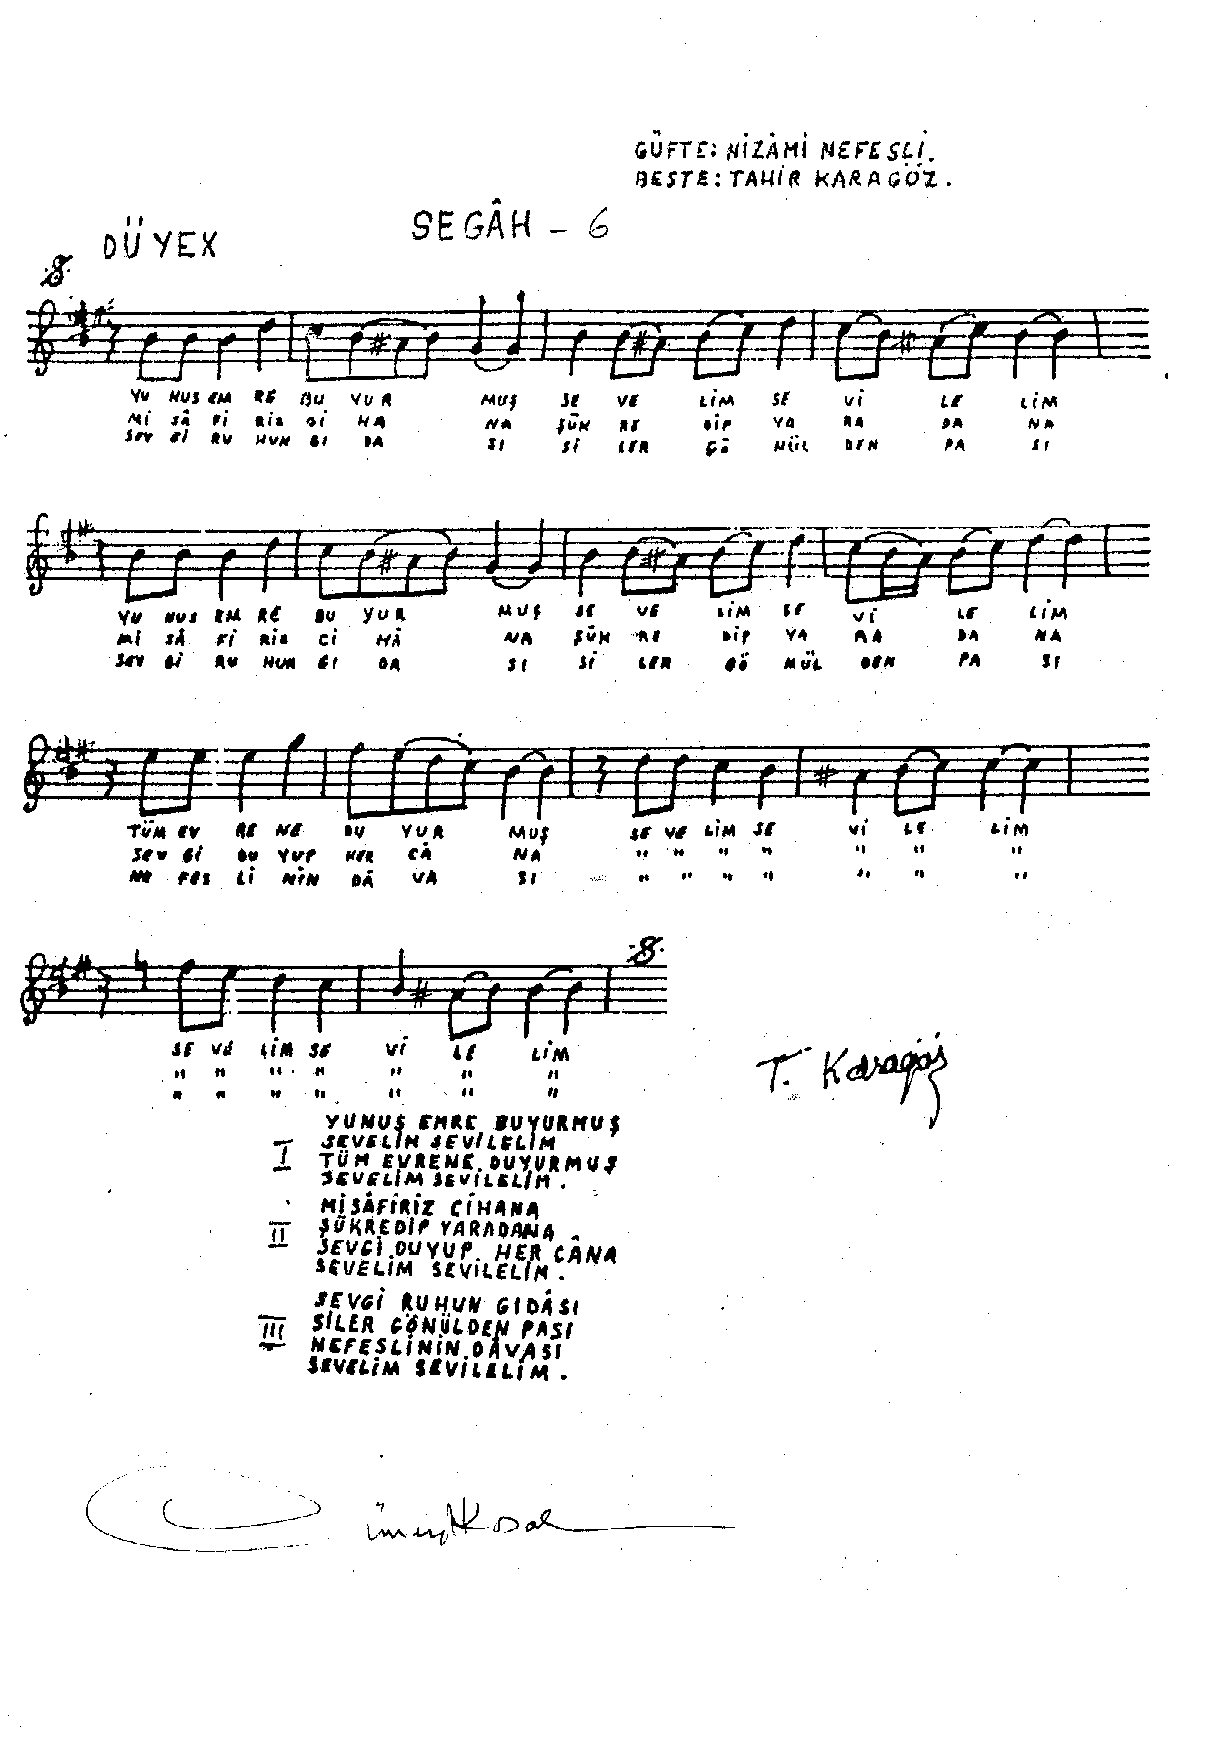 GÜFTE: NİZÂMİ NEFESLİ.
BESTE: TAHİR KARAGÖZ.
SEGÂH - 6
DÜYEK
YU NUS EM RE BU YUR MUŞ SE VE LİM SE Vİ LE LİM
Mİ SÂ Fİ RİZ Cİ HA NA ŞÜK RE DİP YA RA DA NA
SEV Gİ RU HUN GI DA SI Sİ LER GÖ NÜL DEN PA SI
YU NUS EM RE BU YUR MUŞ SE VE LİM SE Vİ LE LİM
Mİ SÂ Fİ RİZ Cİ HÂ NA ŞÜK RE DİP YA RA DA NA
SEV Gİ RU HUN GI DA SI Sİ LER GÖ NÜL DEN PA SI
TÜM EV RE NE DU YUR MUŞ SE VE LİM SE Vİ LE LİM
SEV Gİ DU YUP HER CÂ NA " " " " " " "
NE FES Lİ NİN DÂ VA SI " " " " " " "
SE VE LİM SE Vİ LE LİM
" " " " " " "
" " " " " " "
T. Karagöz
YUNUS EMRE BUYURMUŞ
SEVELİM SEVİLELİM
I TÜM EVRENE DUYURMUŞ
SEVELİM SEVİLELİM.
MİSÂFİRİZ CİHANA
II ŞÜKREDİP YARADANA
SEVGİ DUYUP HER CÂNA
SEVELİM SEVİLELİM.
SEVGİ RUHUN GIDÂSI
III SİLER GÖNÜLDEN PASI
NEFESLİNİN DÂVASI
SEVELİM SEVİLELİM.